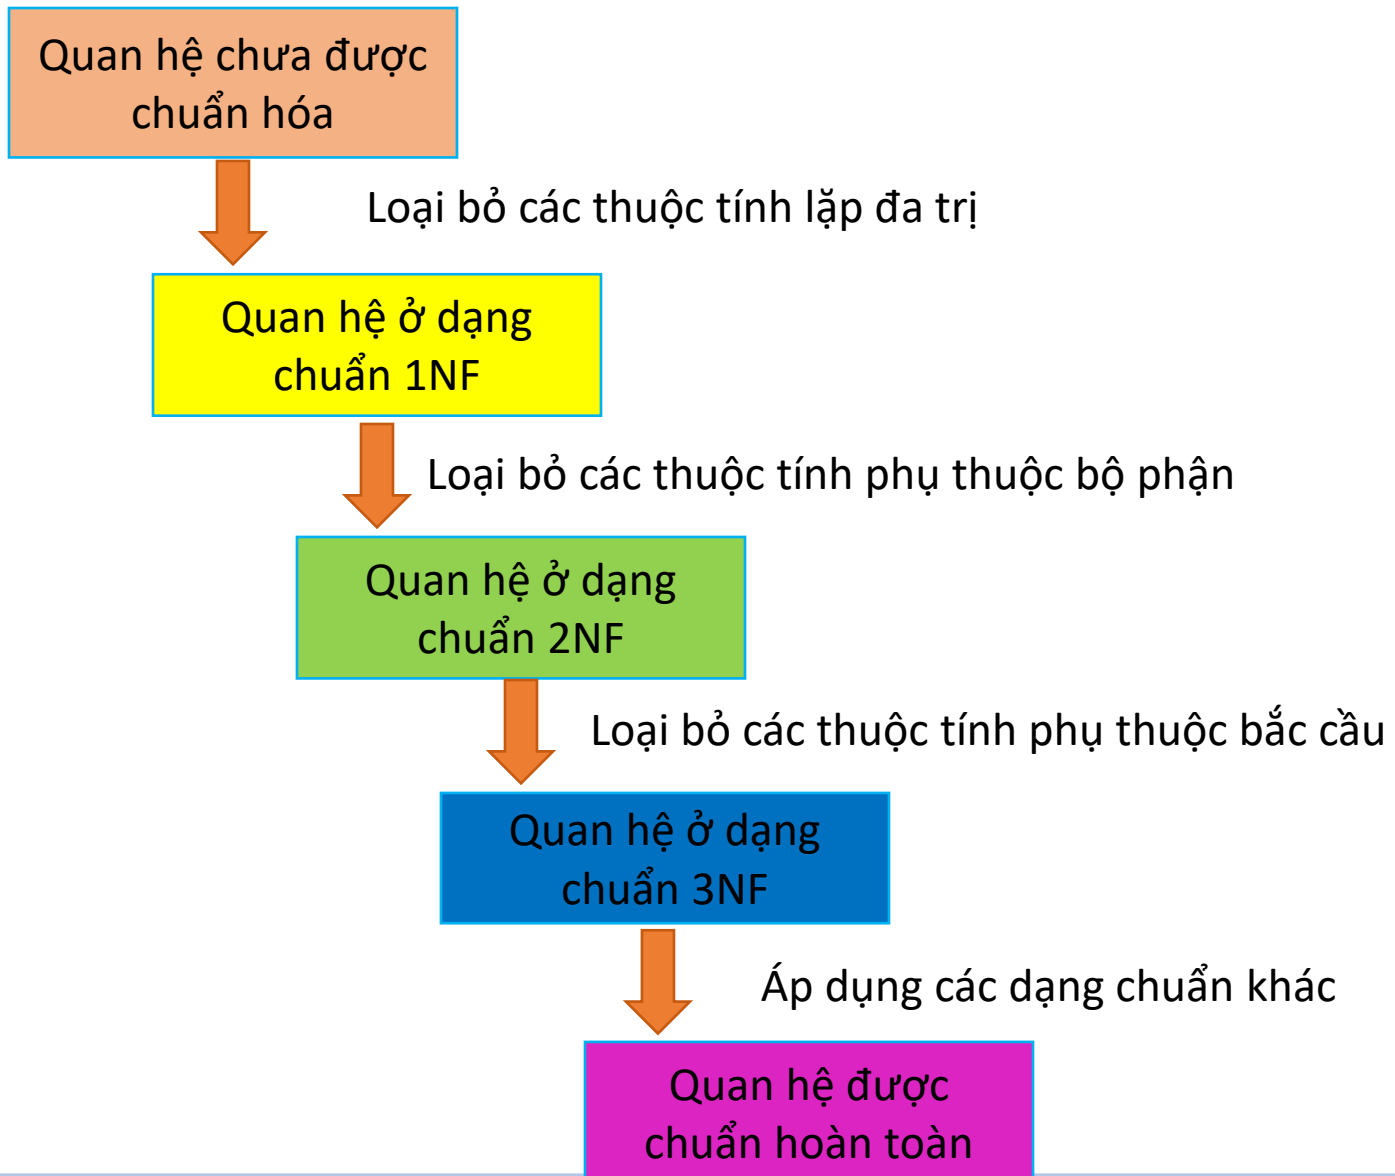 Quan hệ chưa được
chuẩn hóa
Loại bỏ các thuộc tính lặp đa trị
Quan hệ ở dạng
chuẩn 1NF
Loại bỏ các thuộc tính phụ thuộc bộ phận
Quan hệ ở dạng
chuẩn 2NF
Loại bỏ các thuộc tính phụ thuộc bắc cầu
Quan hệ ở dạng
chuẩn 3NF
Áp dụng các dạng chuẩn khác
Quan hệ được
chuẩn hoàn toàn